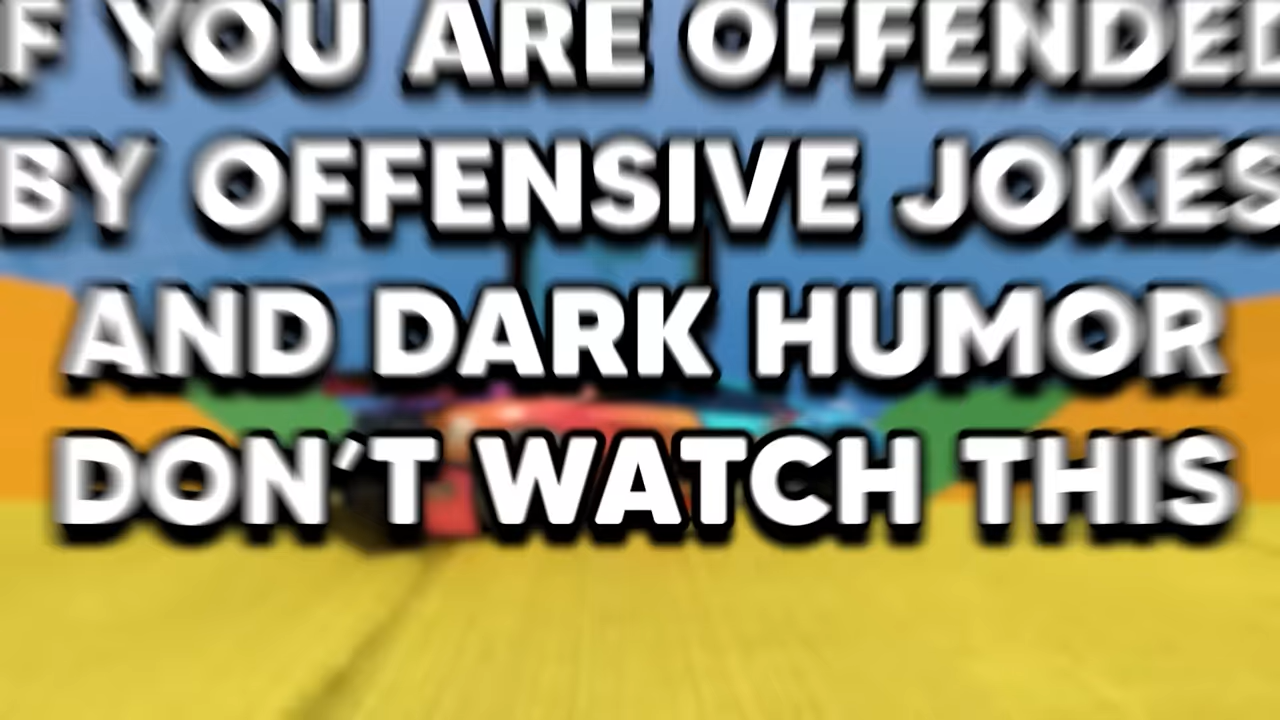 F YOU ARE OFFENDED
BY OFFENSIVE JOKES
AND DARK HUMOR
DON'T WATCH THIS